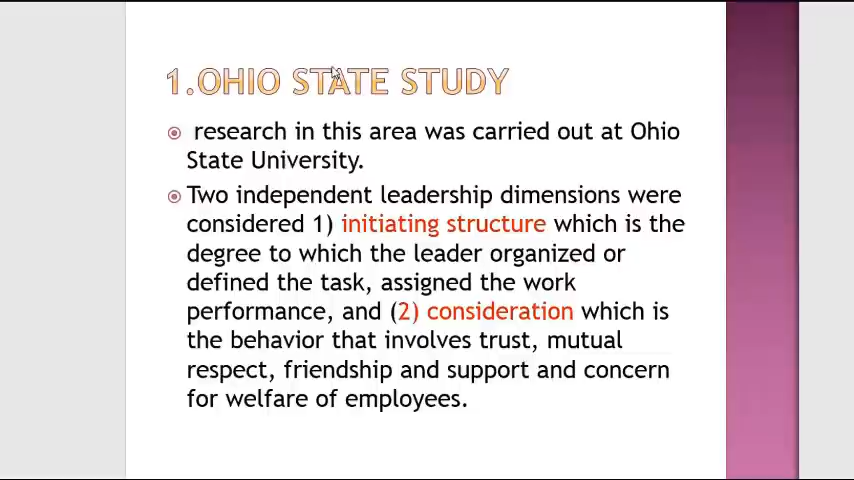 1.OHIO STATE STUDY
research in this area was carried out at Ohio
State University.
Two independent leadership dimensions were
considered 1) initiating structure which is the
degree to which the leader organized or
defined the task, assigned the work
performance, and (2) consideration which is
the behavior that involves trust, mutual
respect, friendship and support and concern
for welfare of employees.